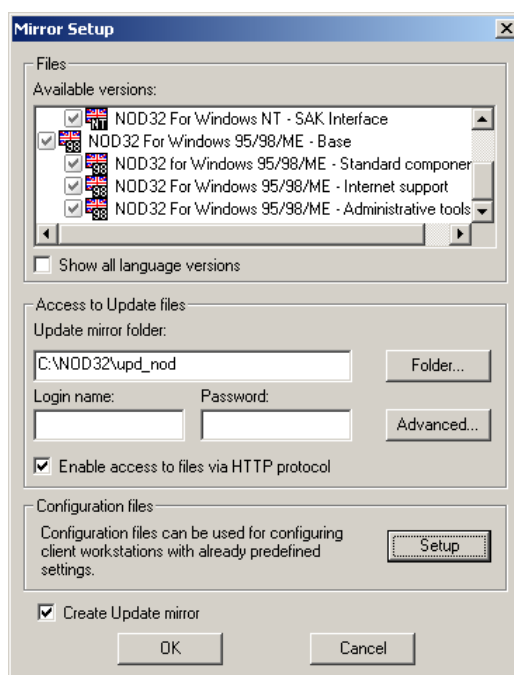 Mirror Setup
Files
Available versions:
NOD32 For Windows NT - SAK Interface
NOD32 For Windows 95/98/ME - Base
NOD32 for Windows 95/98/ME - Standard componer
NOD32 For Windows 95/98/ME - Internet support
NOD32 For Windows 95/98/ME - Administrative tools
Show all language versions
Access to Update files
Update mirror folder:
C:\NOD32\upd_nod
Folder...
Login name: Password:
Advanced...
Enable access to files via HTTP protocol
Configuration files
Configuration files can be used for configuring
client workstations with already predefined
settings.
Setup
Create Update mirror
OK Cancel